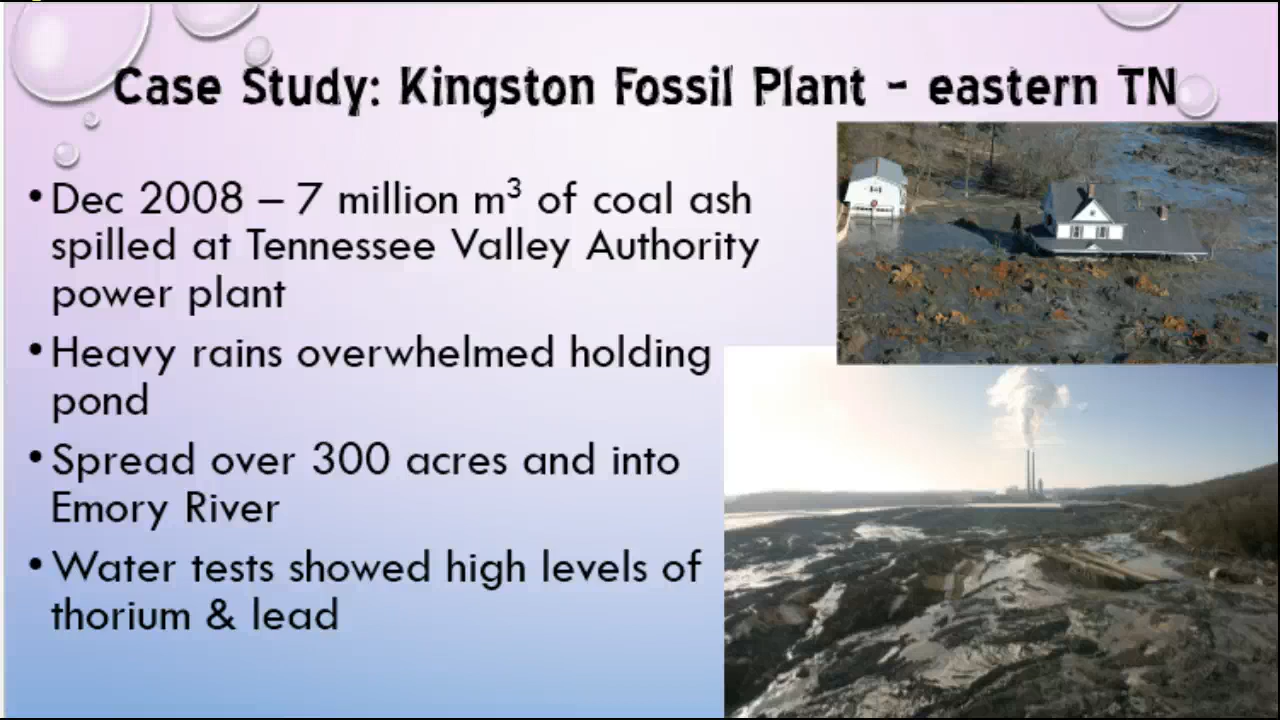 Case Study: Kingston Fossil Plant - eastern TN
• Dec 2008 – 7 million m³ of coal ash
spilled at Tennessee Valley Authority
power plant
• Heavy rains overwhelmed holding
pond
• Spread over 300 acres and into
Emory River
• Water tests showed high levels of
thorium & lead